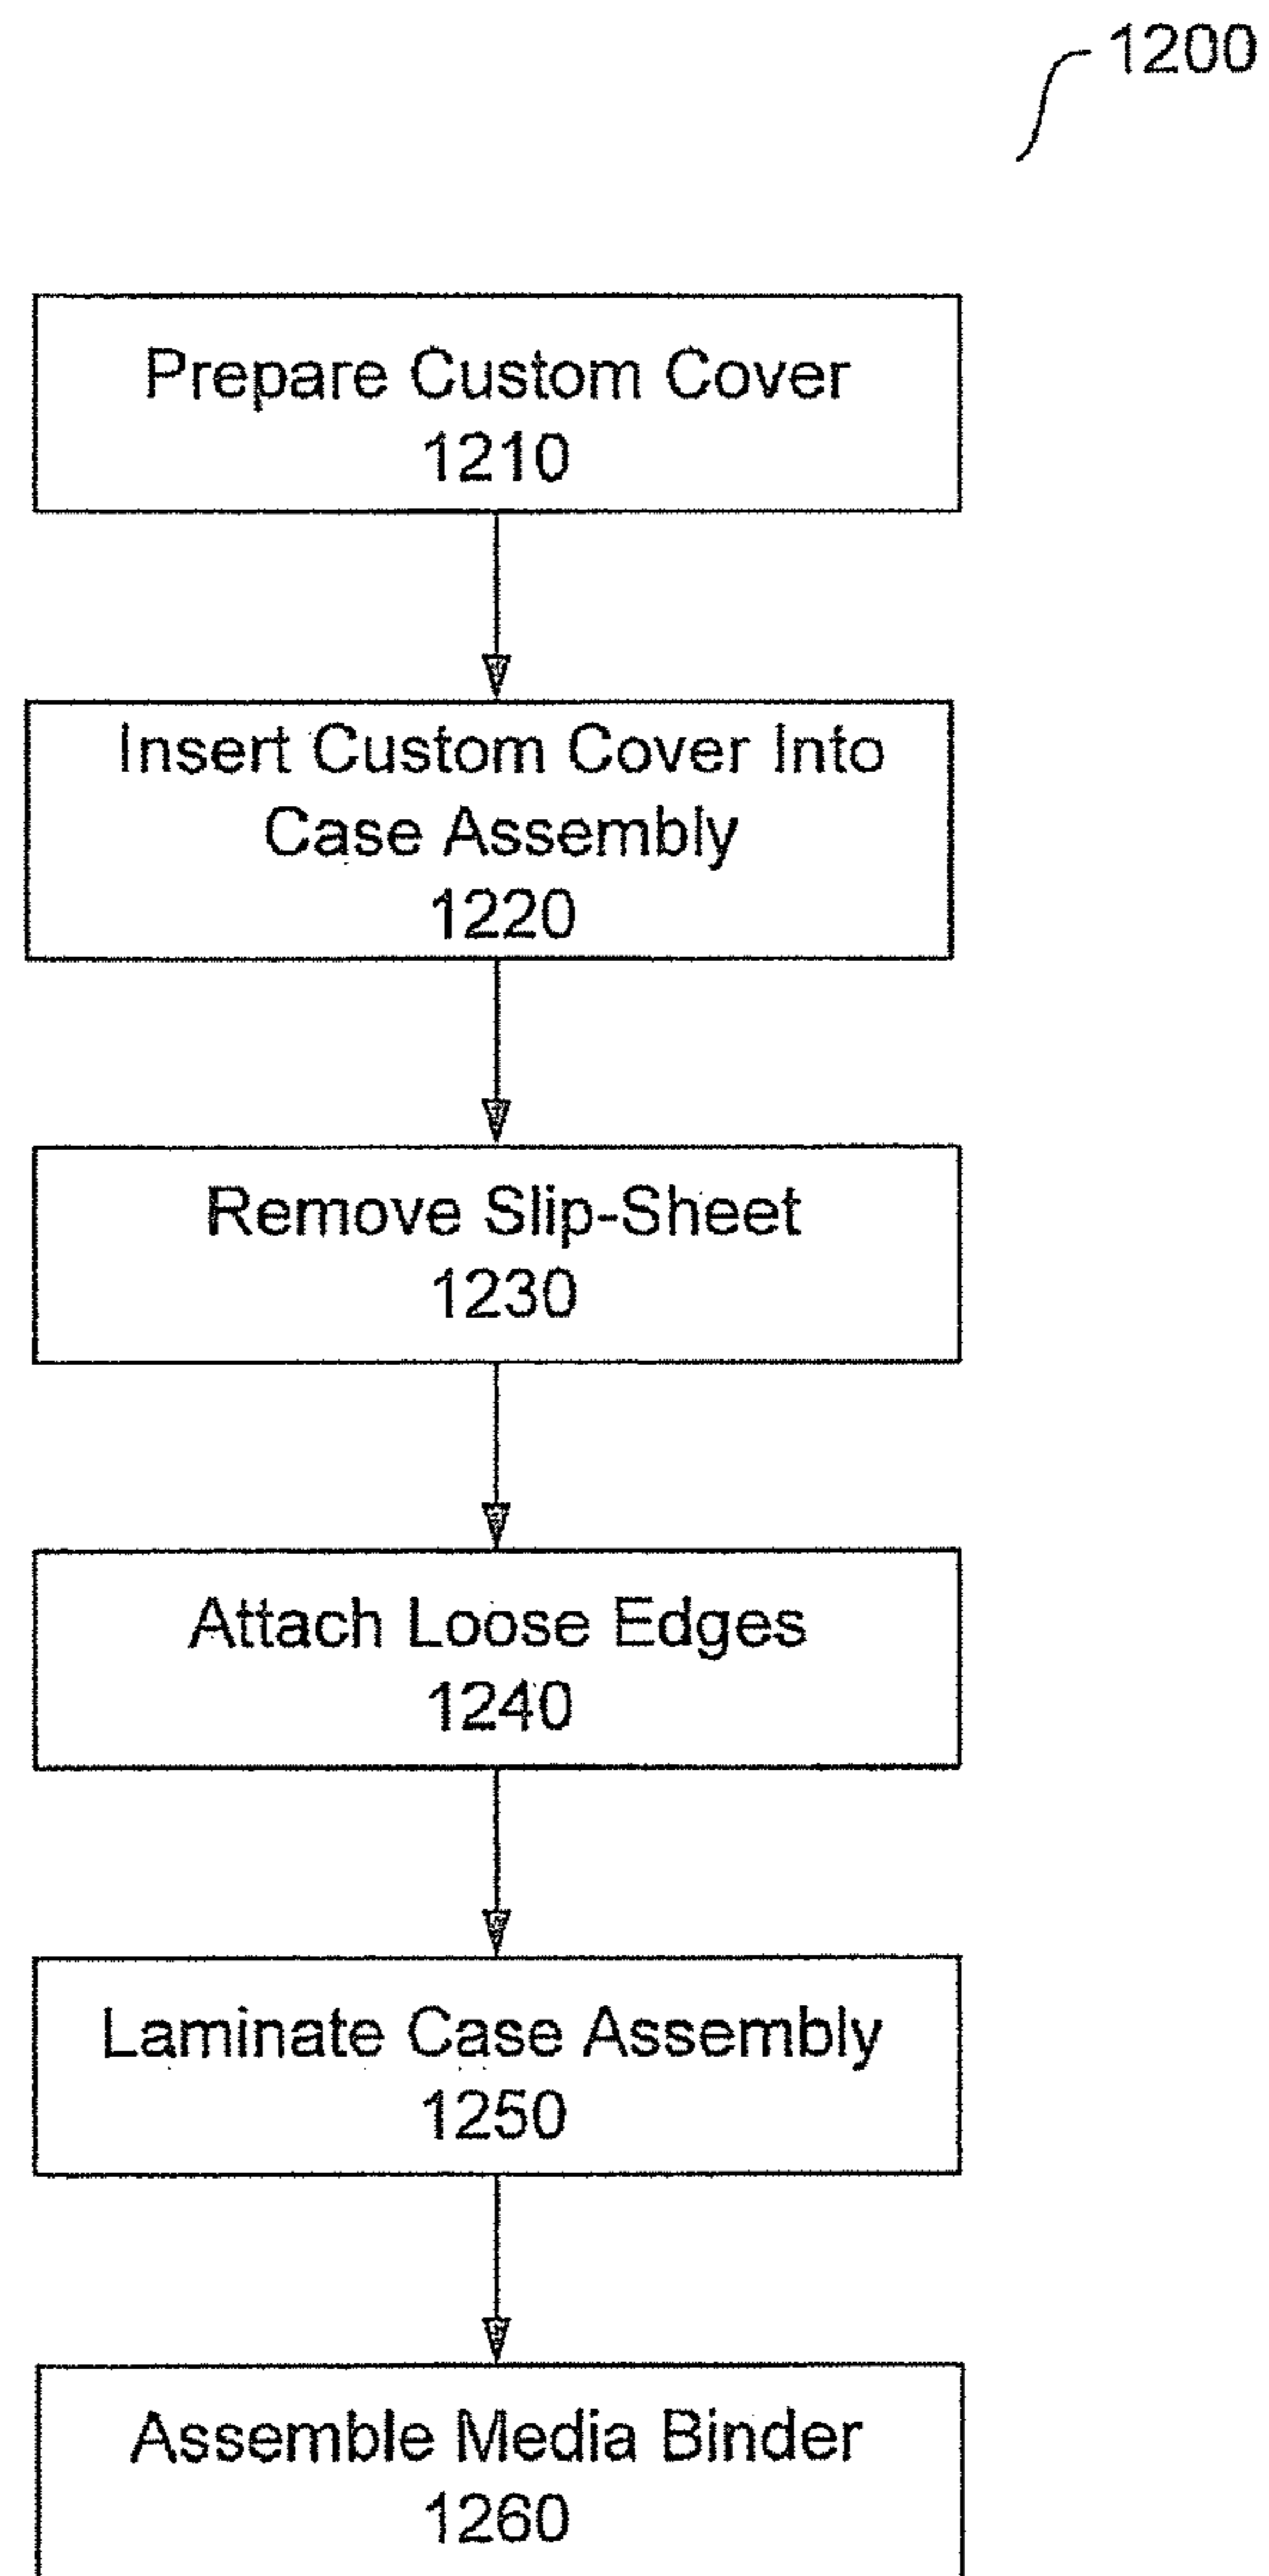 1200
Prepare Custom Cover
1210
Insert Custom Cover Into
Case Assembly
1220
Remove Slip-Sheet
1230
Attach Loose Edges
1240
Laminate Case Assembly
1250
Assemble Media Binder
1260